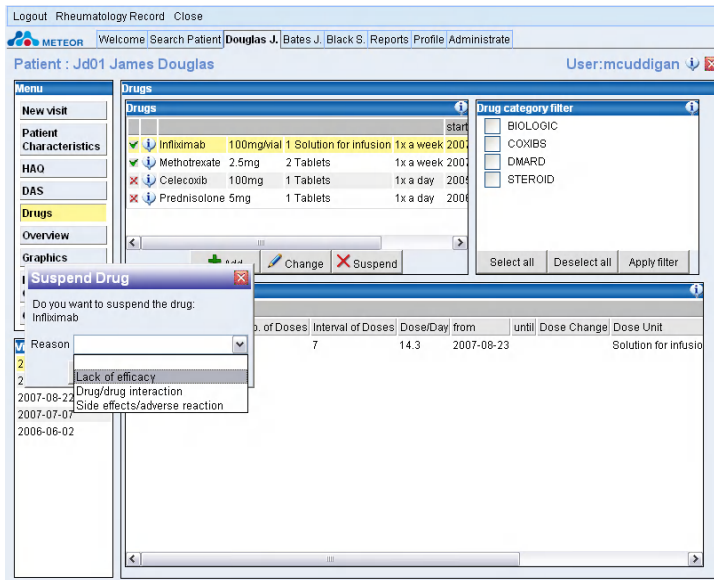 Logout Rheumatology Record Close
METEOR Welcome Search Patient Douglas J. Bates J. Black S. Reports Profile Administrate
Patient : Jd01 James Douglas User:mcuddigan
Menu
New visit
Patient
Characteristics
HAQ
DAS
Drugs
Overview
Graphics
Drugs
Drugs
start
Infliximab 100mg/vial 1 Solution for infusion 1x a week 200
Methotrexate 2.5mg 2 Tablets 1x a week 200
Celecoxib 100mg 1 Tablets 1x a day 200
Prednisolone 5mg 1 Tablets 1x a day 200
Add Change Suspend
Drug category filter
BIOLOGIC
COXIBS
DMARD
STEROID
Select all Deselect all Apply filter
Suspend Drug
Do you want to suspend the drug:
Infliximab
Reason
Lack of efficacy
Drug/drug interaction
Side effects/adverse reaction
of Doses Interval of Doses Dose/Day from until Dose Change Dose Unit
7 14.3 2007-08-23 Solution for infusio
2
2
2007-08-22
2007-07-07
2006-06-02